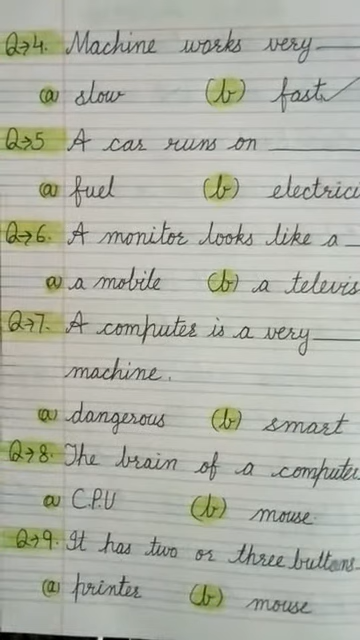 Q→4. Machine works very
(a) slow (b) fast
Q→5 A car runs on
(a) fuel (b) electrici
Q→6. A monitor looks like a
(a) a mobile (b) a televis
Q→7. A computer is a very
machine.
(a) dangerous (b) smart
Q→8. The brain of a compute
(a) C.P.U (b) mouse.
Q→9. It has two or three buttons
(a) printer (b) mouse